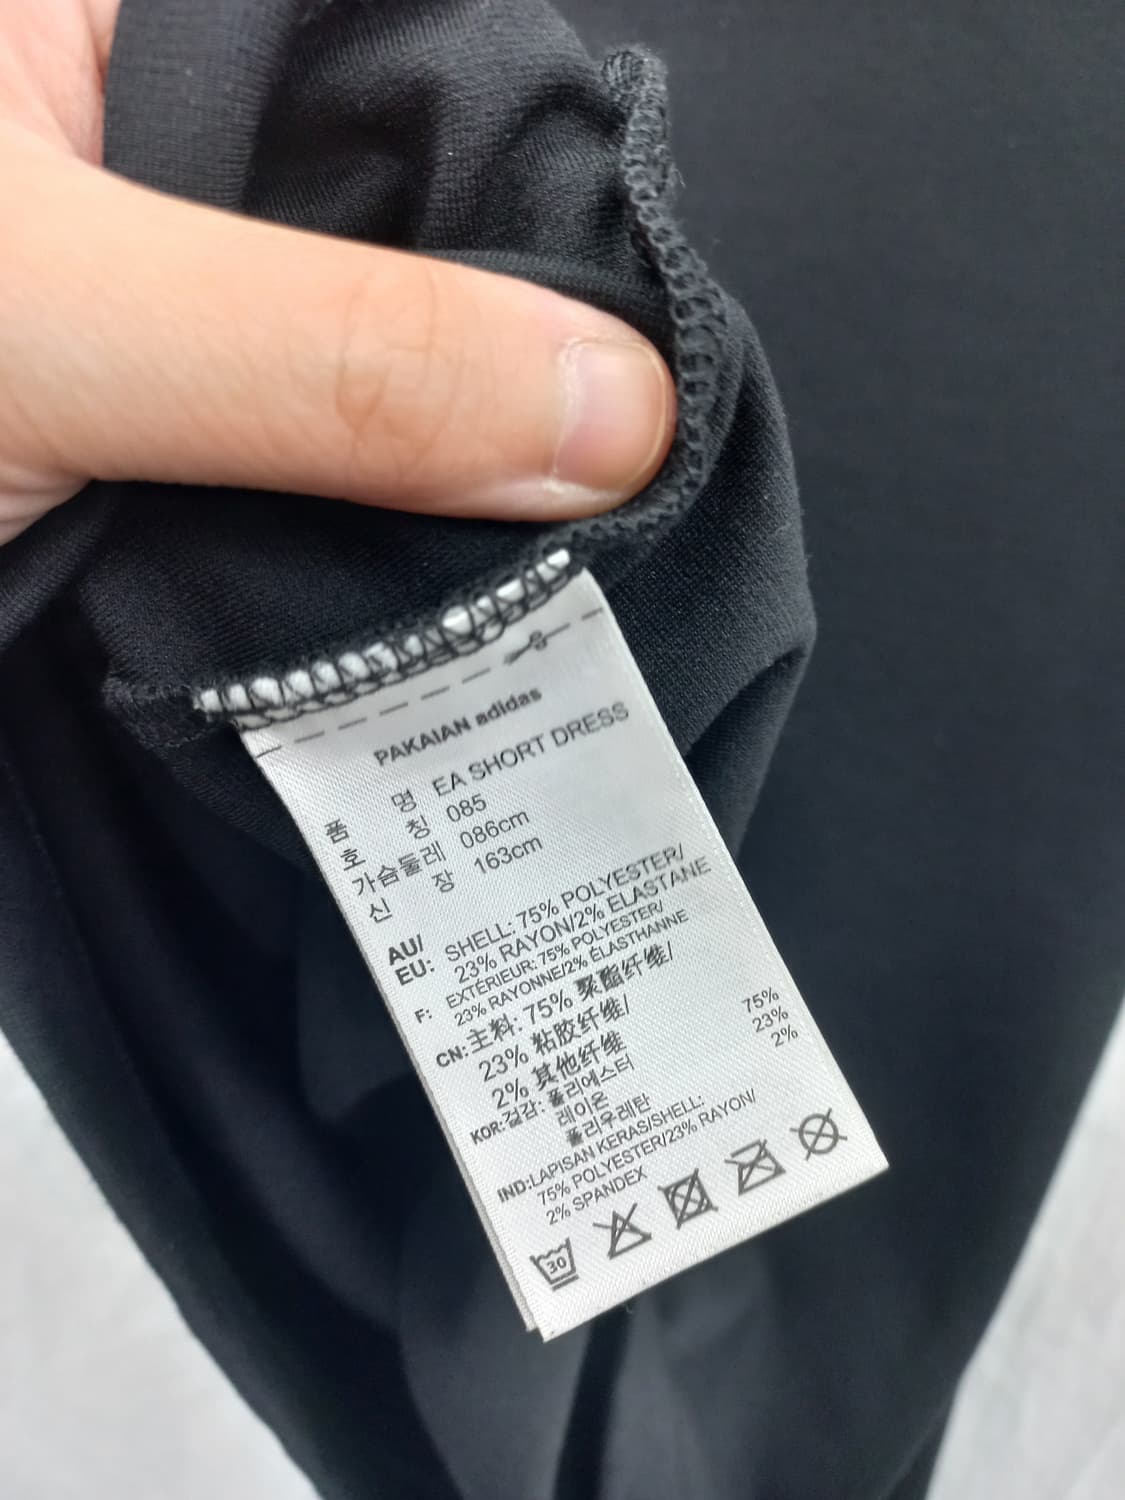 PAKAIAN adidas
품 명 EA SHORT DRESS
호 칭 085
가슴둘레 086cm
신 장 163cm
AU/ SHELL: 75% POLYESTER/
EU: 23% RAYON/2% ELASTANE
F: EXTÉRIEUR: 75% POLYESTER/
23% RAYONNE/2% ÉLASTHANNE
CN:主料: 75% 聚酯纤维/
23% 粘胶纤维/
2% 其他纤维
KOR:겉감: 폴리에스터 75%
레이온 23%
폴리우레탄 2%
IND:LAPISAN KERAS/SHELL:
75% POLYESTER/23% RAYON/
2% SPANDEX
30